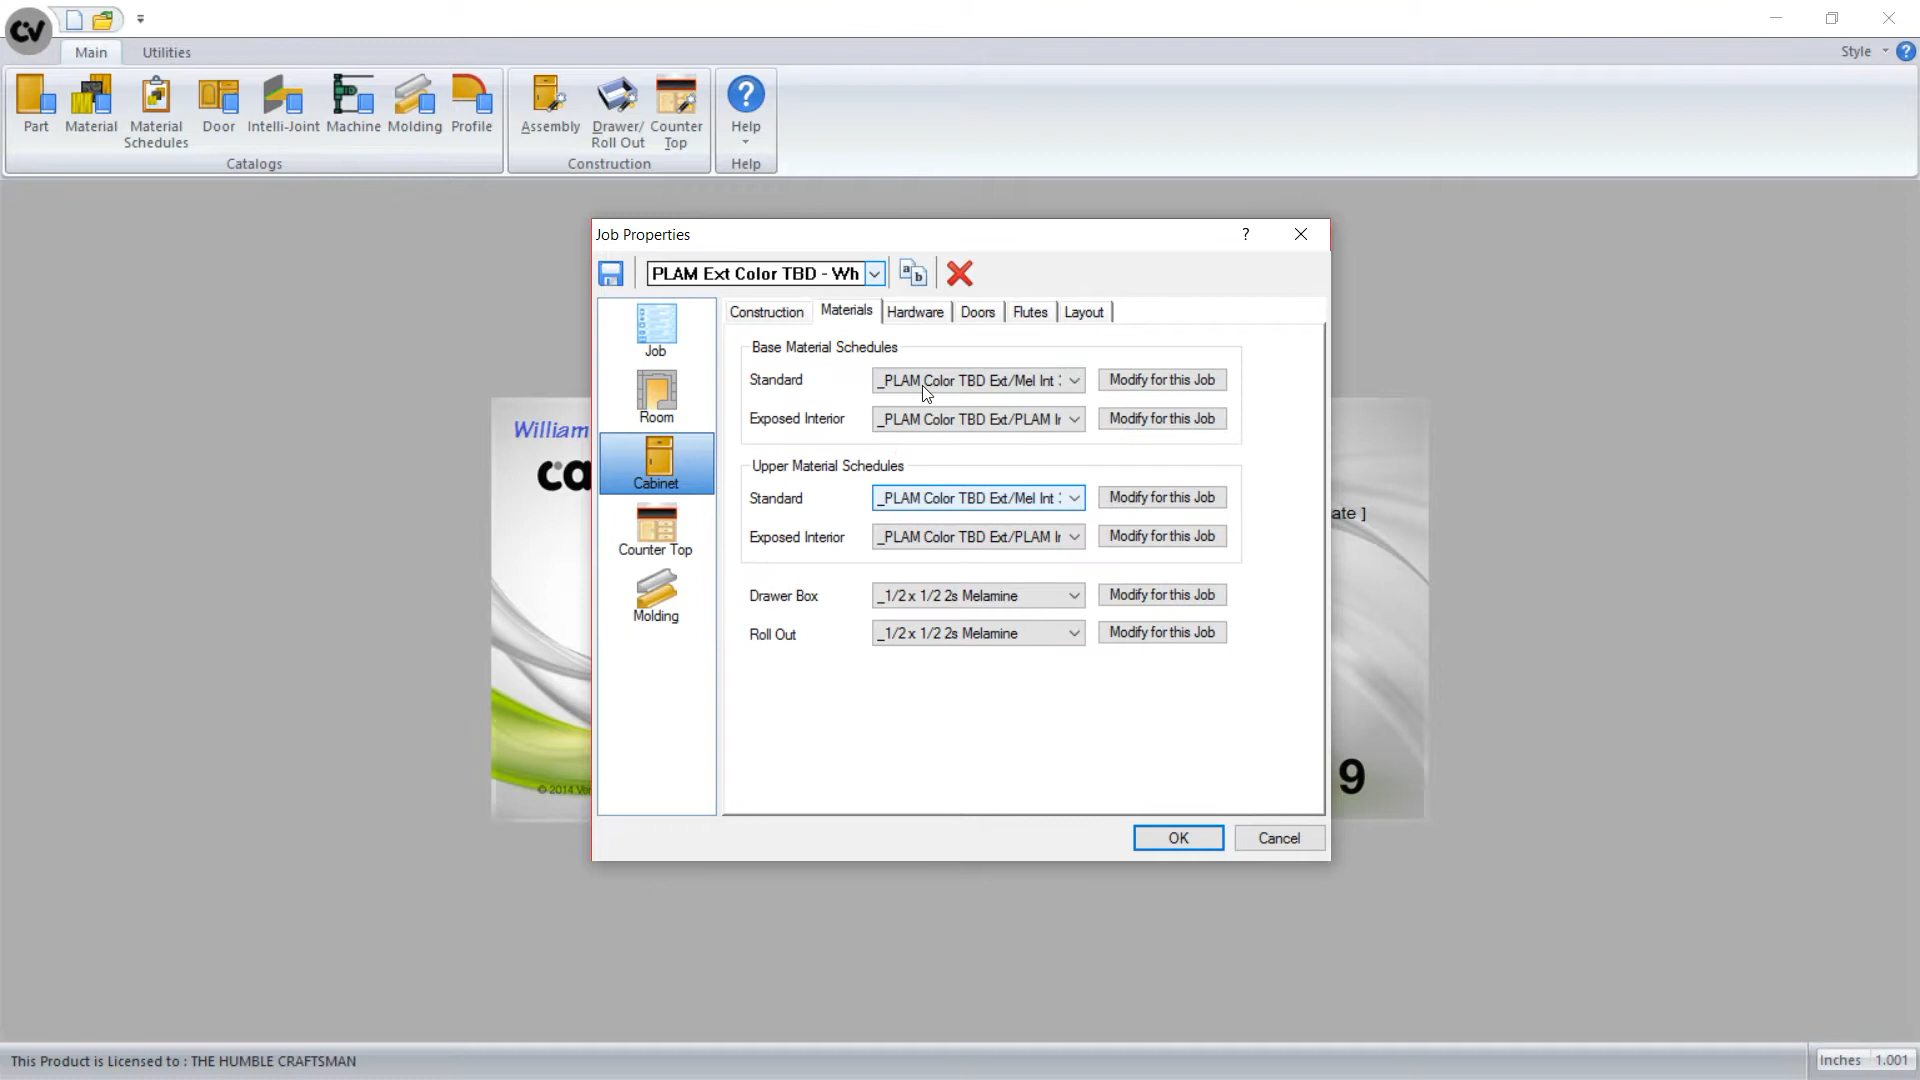 CV
Main
Utilities
Style
Part
Material
Material Schedules
Door
Intelli-Joint
Machine
Molding
Profile
Catalogs
Assembly
Drawer/ Roll Out
Counter Top
Construction
Help
Help
Job Properties
?
PLAM Ext Color TBD - Wh
Job
Room
Cabinet
Counter Top
Molding
Construction
Materials
Hardware
Doors
Flutes
Layout
Base Material Schedules
Standard
_PLAM Color TBD Ext/Mel Int :
Modify for this Job
Exposed Interior
_PLAM Color TBD Ext/PLAM Ir
Modify for this Job
Upper Material Schedules
Standard
_PLAM Color TBD Ext/Mel Int :
Modify for this Job
Exposed Interior
_PLAM Color TBD Ext/PLAM Ir
Modify for this Job
Drawer Box
_1/2 x 1/2 2s Melamine
Modify for this Job
Roll Out
_1/2 x 1/2 2s Melamine
Modify for this Job
OK
Cancel
William
ca
ate ]
9
© 2014 Ve
This Product is Licensed to : THE HUMBLE CRAFTSMAN
Inches 1.001